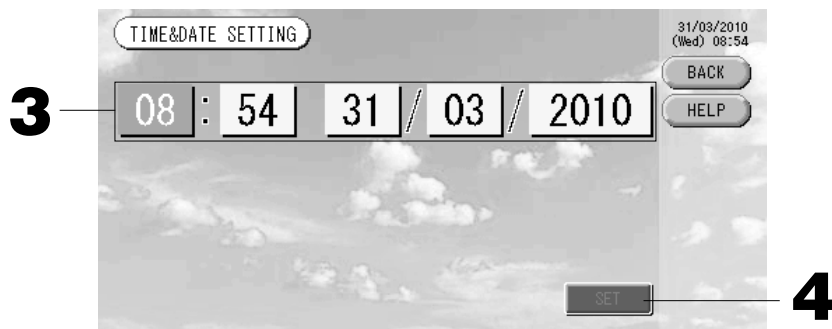 TIME&DATE SETTING
31/03/2010
(Wed) 08:54
BACK
3
08 : 54 31 / 03 / 2010
HELP
SET
4